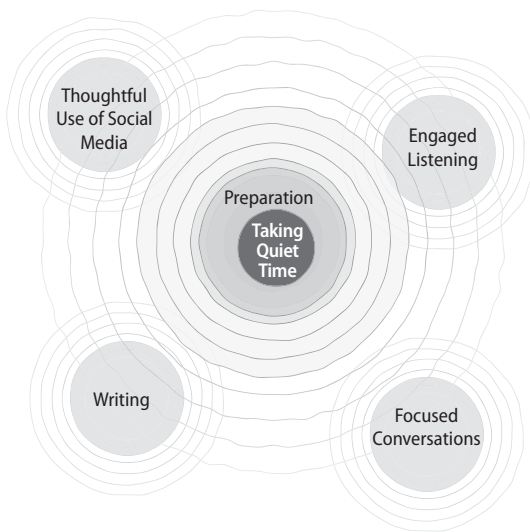 Thoughtful
Use of Social
Media
Engaged
Listening
Preparation
Taking
Quiet
Time
Writing
Focused
Conversations